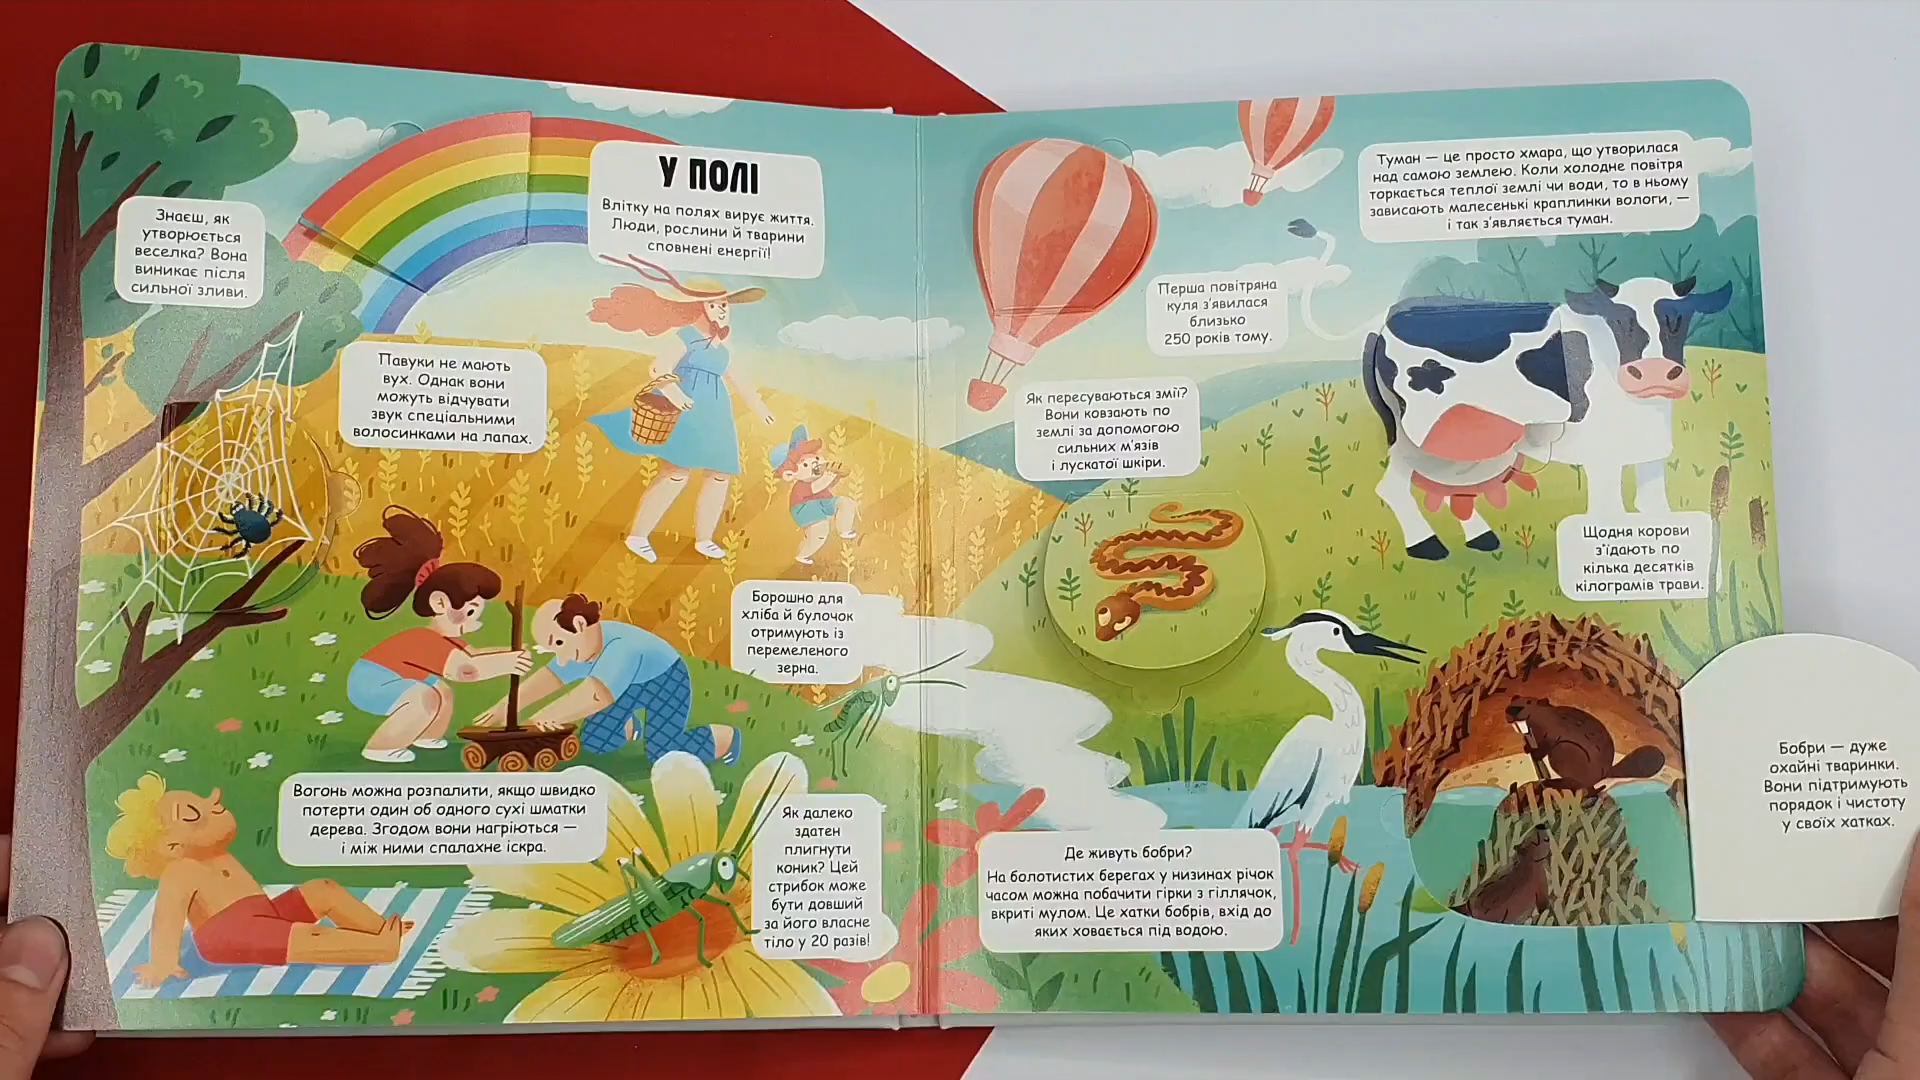 У ПОЛІ
Влітку на полях вирує життя.
Люди, рослини й тварини
сповнені енергії!
Знаєш, як
утворюється
веселка? Вона
виникає після
сильної зливи.
Павуки не мають
вух. Однак вони
можуть відчувати
звук спеціальними
волосинками на лапах.
Борошно для
хліба й булочок
отримують із
перемеленого
зерна.
Вогонь можна розпалити, якщо швидко
потерти один об одного сухі шматки
дерева. Згодом вони нагріються —
і між ними спалахне іскра.
Як далеко
здатен
плигнути
коник? Цей
стрибок може
бути довший
за його власне
тіло у 20 разів!
Туман — це просто хмара, що утворилася
над самою землею. Коли холодне повітря
торкається теплої землі чи води, то в ньому
зависають малесенькі краплинки вологи, —
і так з'являється туман.
Перша повітряна
куля з'явилася
близько
250 років тому.
Як пересуваються змії?
Вони ковзають по
землі за допомогою
сильних м'язів
і лускатої шкіри.
Щодня корови
з'їдають по
кілька десятків
кілограмів трави.
Де живуть бобри?
На болотистих берегах у низинах річок
часом можна побачити гірки з гіллячок,
вкриті мулом. Це хатки бобрів, вхід до
яких ховається під водою.
Бобри — дуже
охайні тваринки.
Вони підтримують
порядок і чистоту
у своїх хатках.